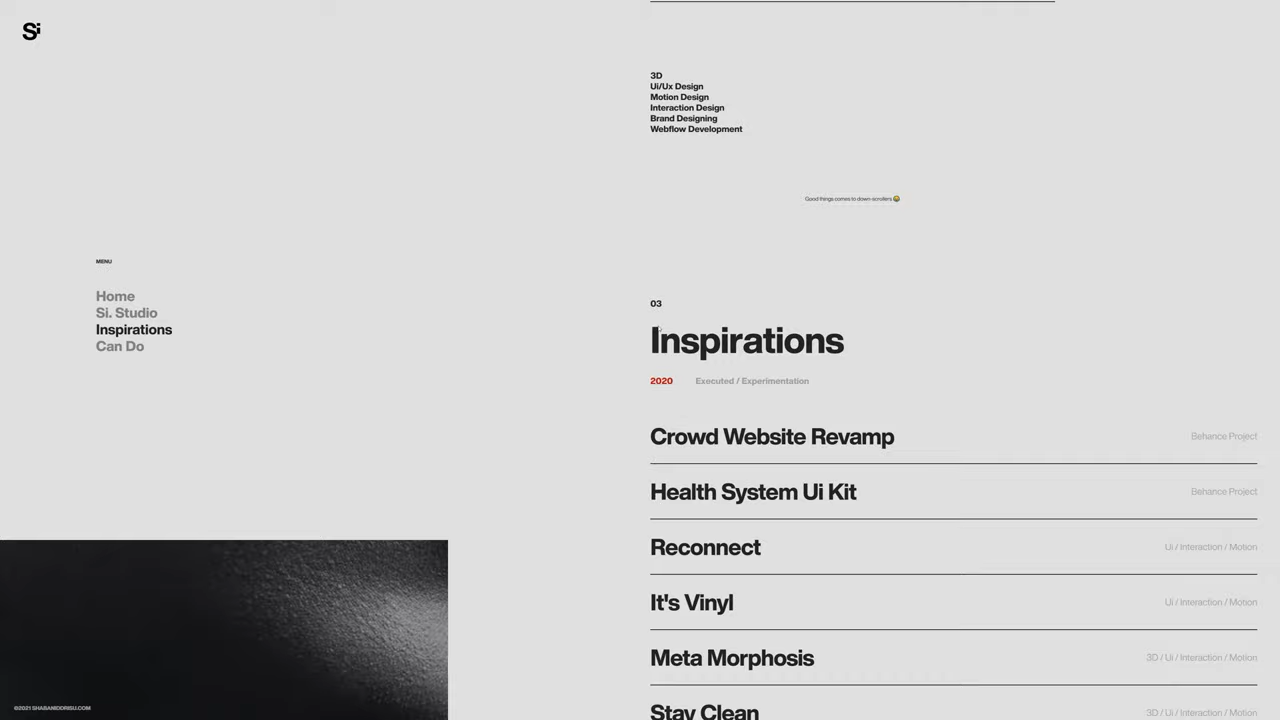 Si
3D
Ui/Ux Design
Motion Design
Interaction Design
Brand Designing
Webflow Development
Good things comes to down-scrollers 😂
MENU
Home
Si. Studio
Inspirations
Can Do
03
Inspirations
2020 Executed / Experimentation
Crowd Website Revamp Behance Project
Health System Ui Kit Behance Project
Reconnect Ui / Interaction / Motion
It's Vinyl Ui / Interaction / Motion
Meta Morphosis 3D / Ui / Interaction / Motion
Stay Clean 3D / Ui / Interaction / Motion
©2021 SHABANIDDRISU.COM